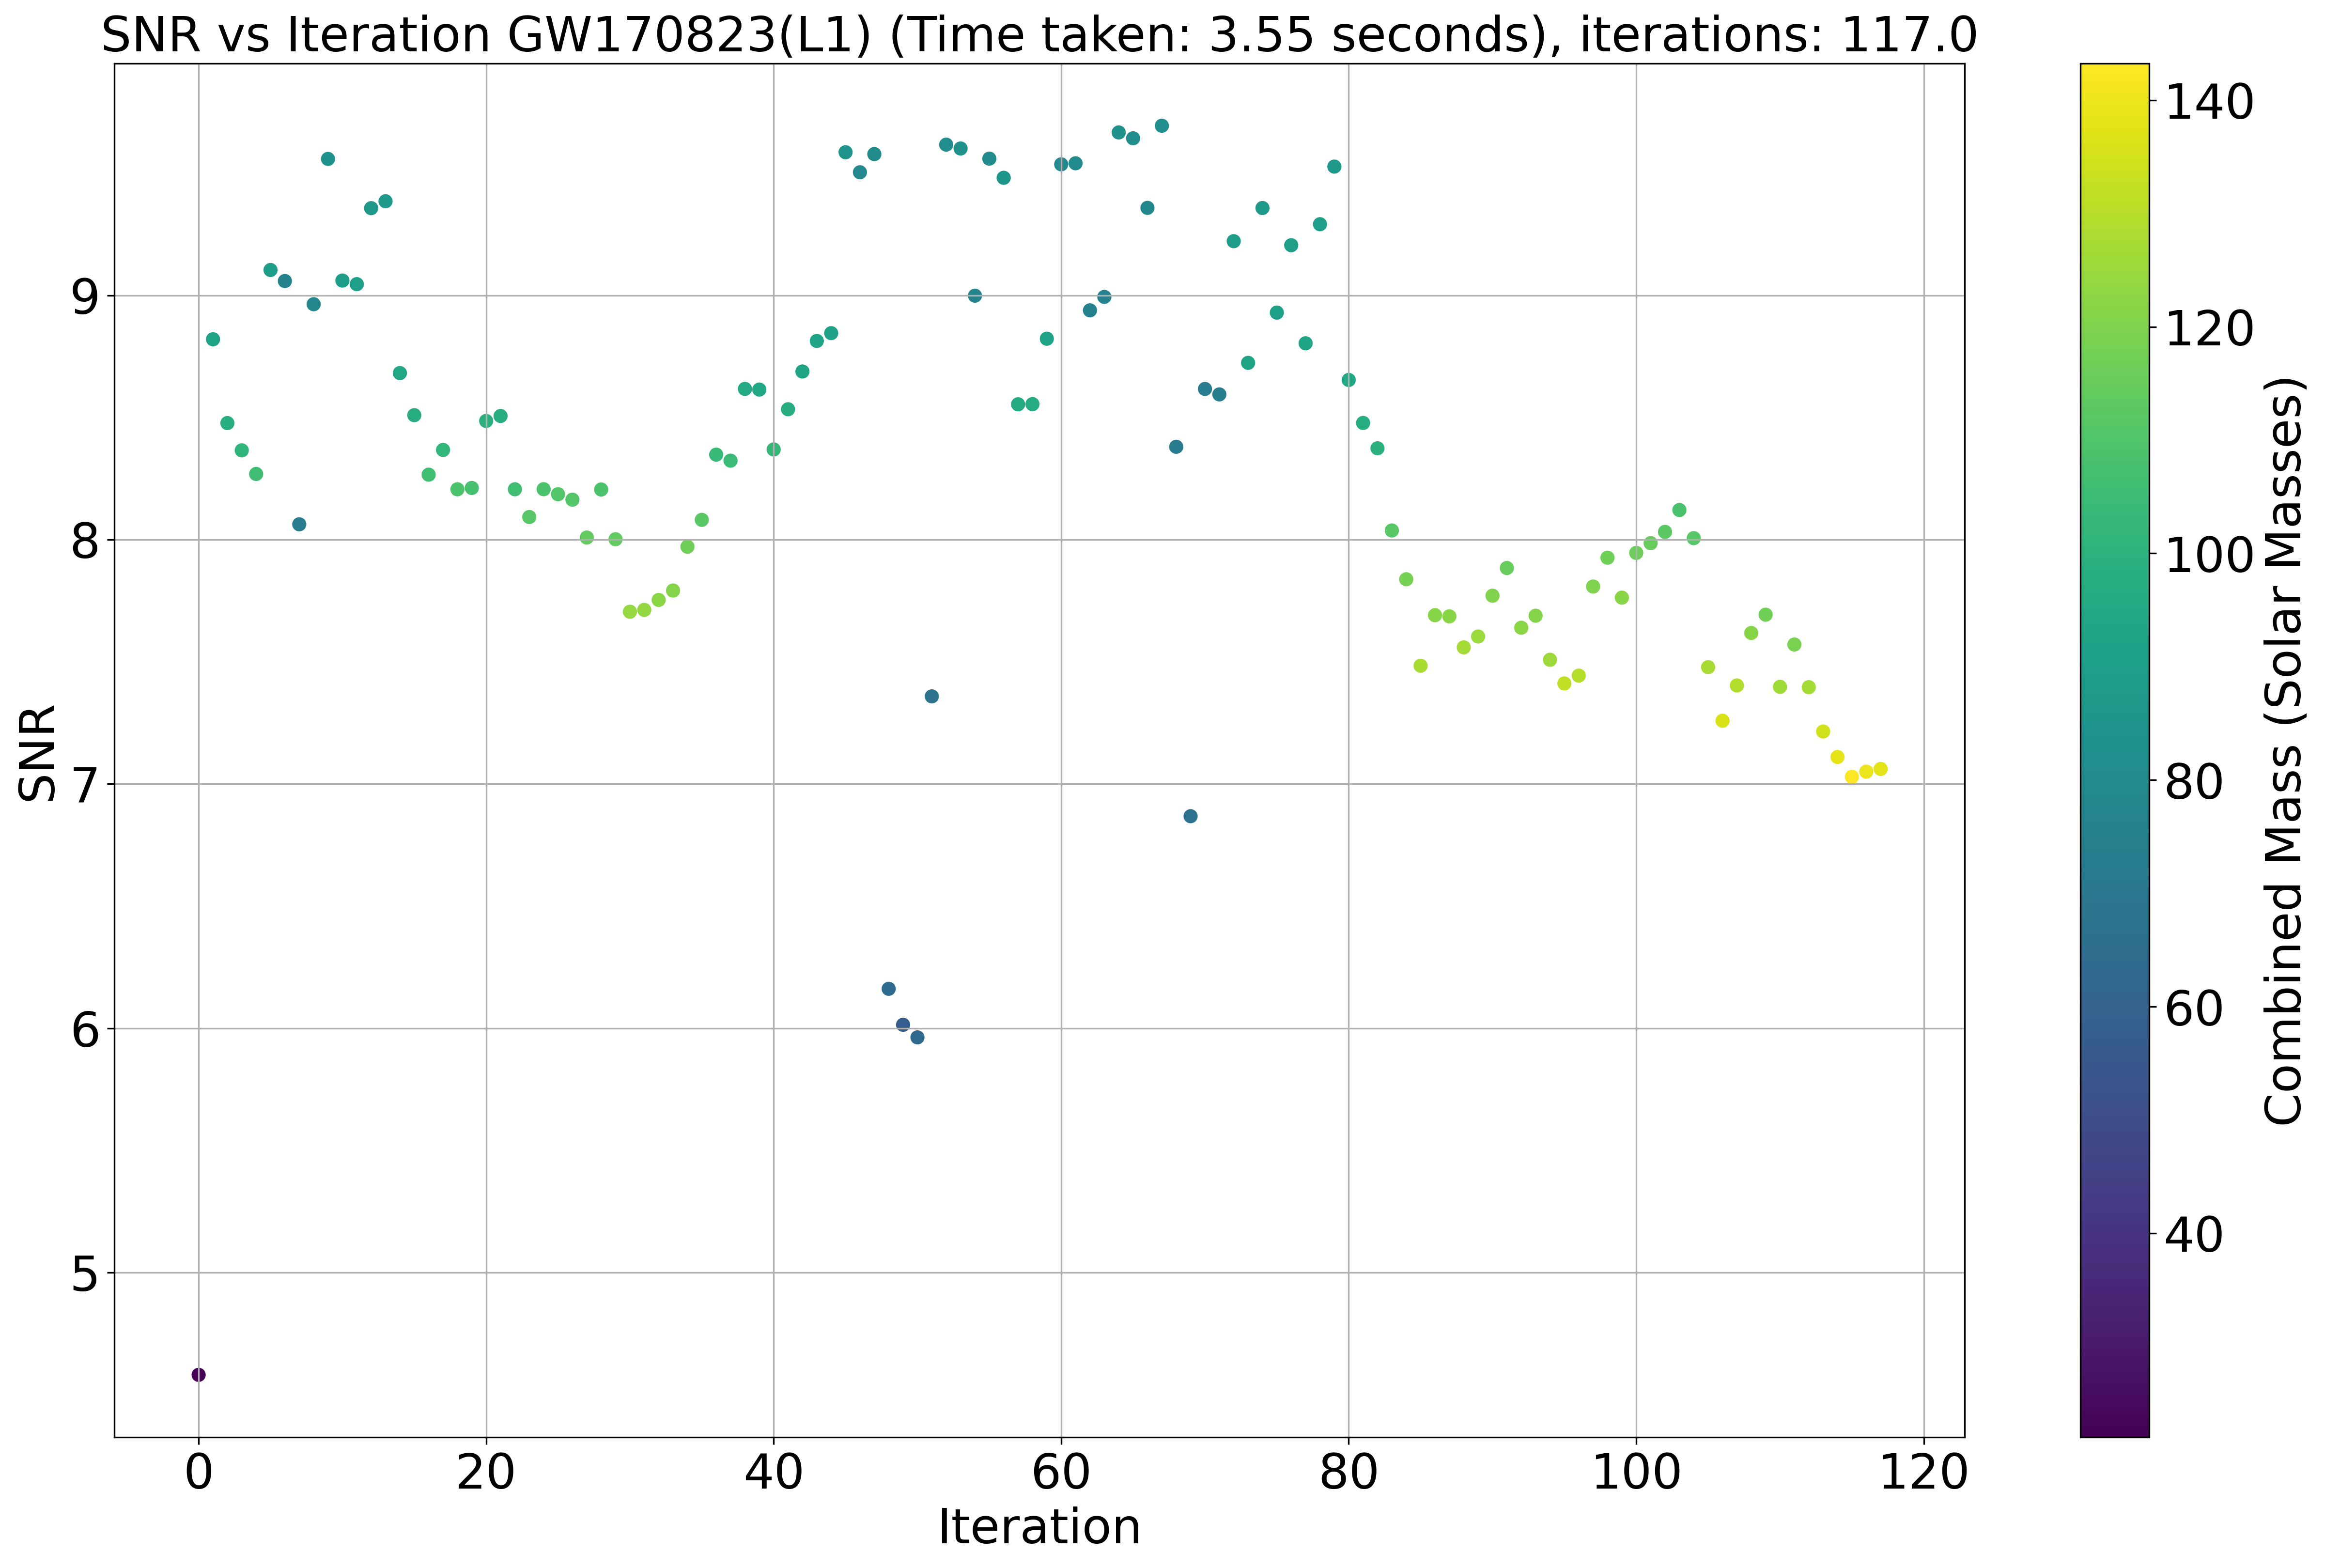 SNR vs Iteration GW170823(L1) (Time taken: 3.55 seconds), iterations: 117.0
SNR
9
8
7
6
5
0 20 40 60 80 100 120
Iteration
140
120
100
80
60
40
Combined Mass (Solar Masses)